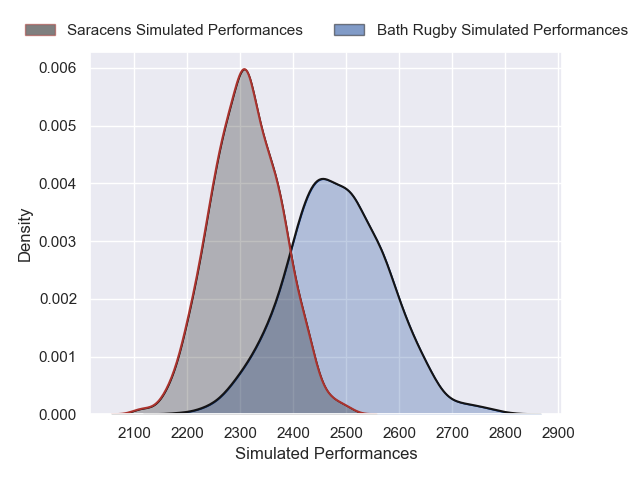 Saracens Simulated Performances Bath Rugby Simulated Performances
0.006
0.005
0.004
0.003
0.002
0.001
0.000
Density
2100 2200 2300 2400 2500 2600 2700 2800 2900
Simulated Performances